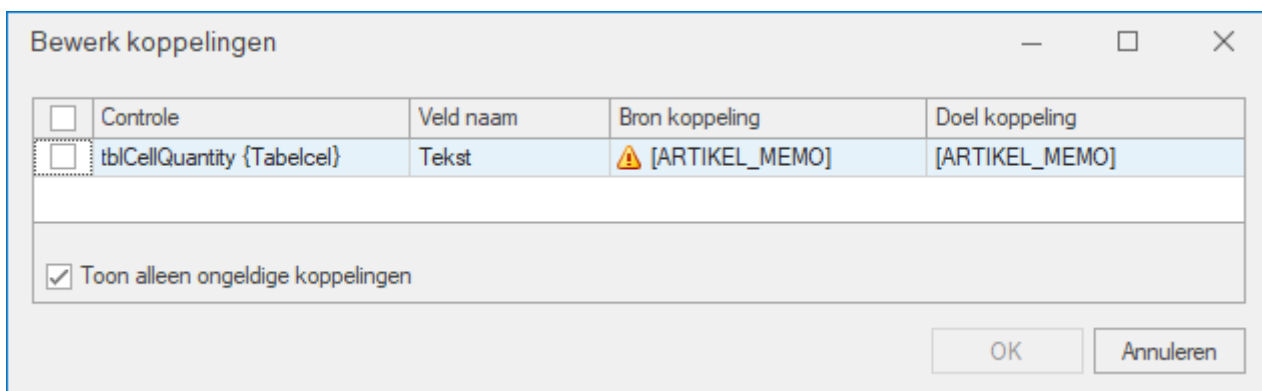 Bewerk koppelingen
Controle Veld naam Bron koppeling Doel koppeling
tblCellQuantity {Tabelcel} Tekst [ARTIKEL_MEMO] [ARTIKEL_MEMO]
Toon alleen ongeldige koppelingen
OK Annuleren